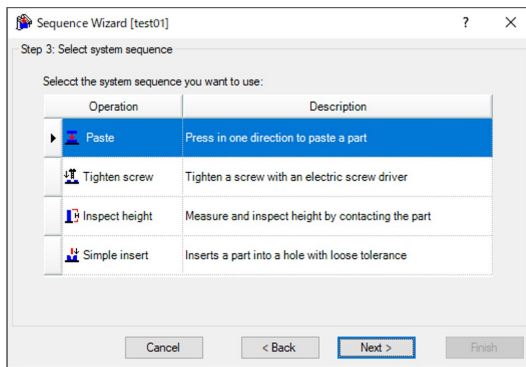 Sequence Wizard [test01] ?
Step 3: Select system sequence
Selecct the system sequence you want to use:
Operation Description
Paste Press in one direction to paste a part
Tighten screw Tighten a screw with an electric screw driver
Inspect height Measure and inspect height by contacting the part
Simple insert Inserts a part into a hole with loose tolerance
Cancel < Back Next > Finish